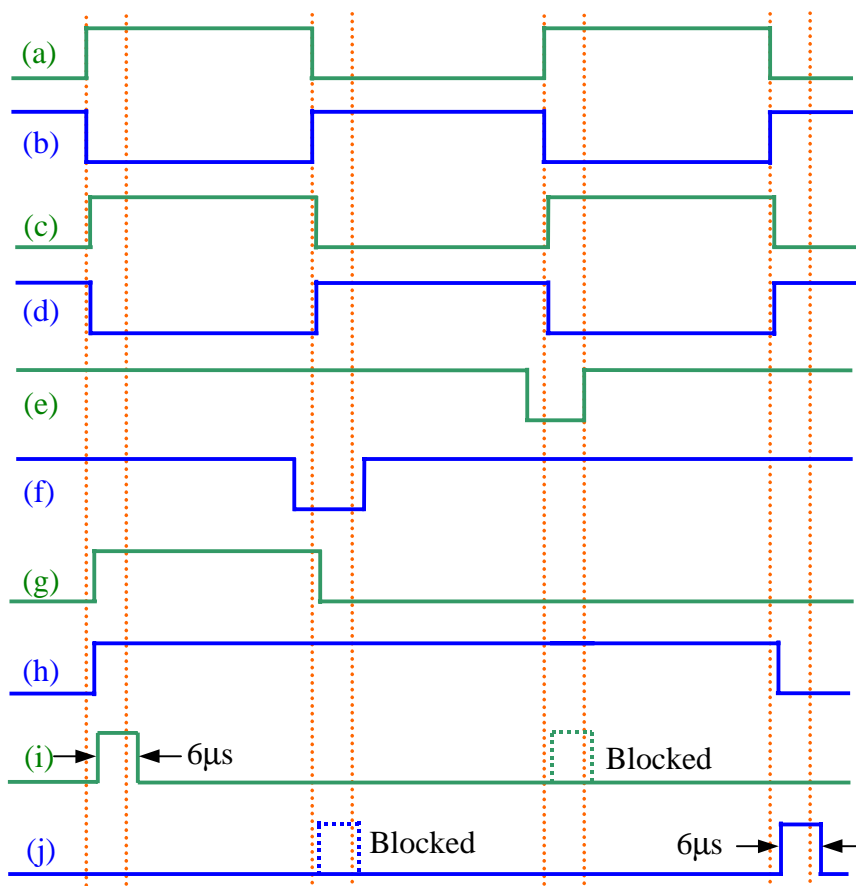 (a)
(b)
(c)
(d)
(e)
(f)
(g)
(h)
(i) 6μs Blocked
(j) Blocked 6μs